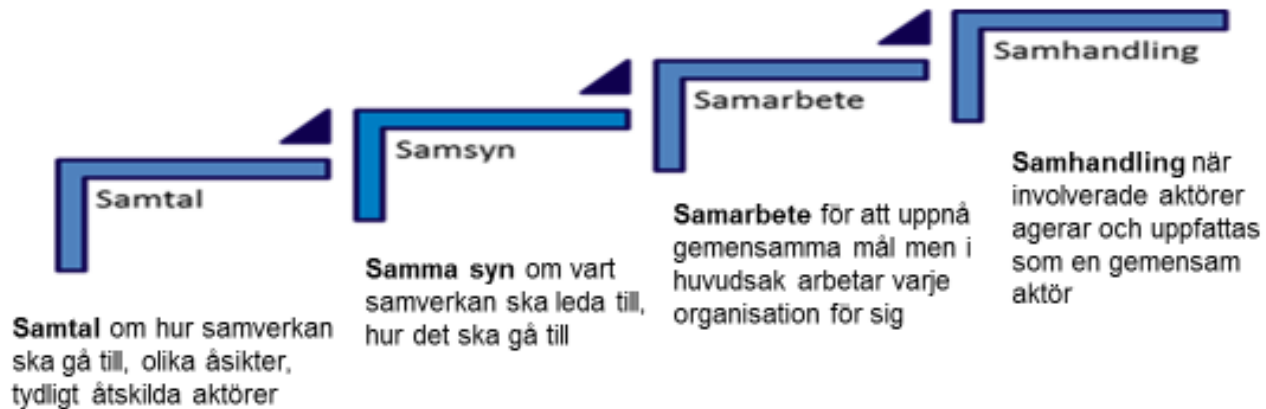 Samtal
Samtal om hur samverkan
ska gå till, olika åsikter,
tydligt åtskilda aktörer
Samsyn
Samma syn om vart
samverkan ska leda till,
hur det ska gå till
Samarbete
Samarbete för att uppnå
gemensamma mål men i
huvudsak arbetar varje
organisation för sig
Samhandling
Samhandling när
involverade aktörer
agerar och uppfattas
som en gemensam
aktör